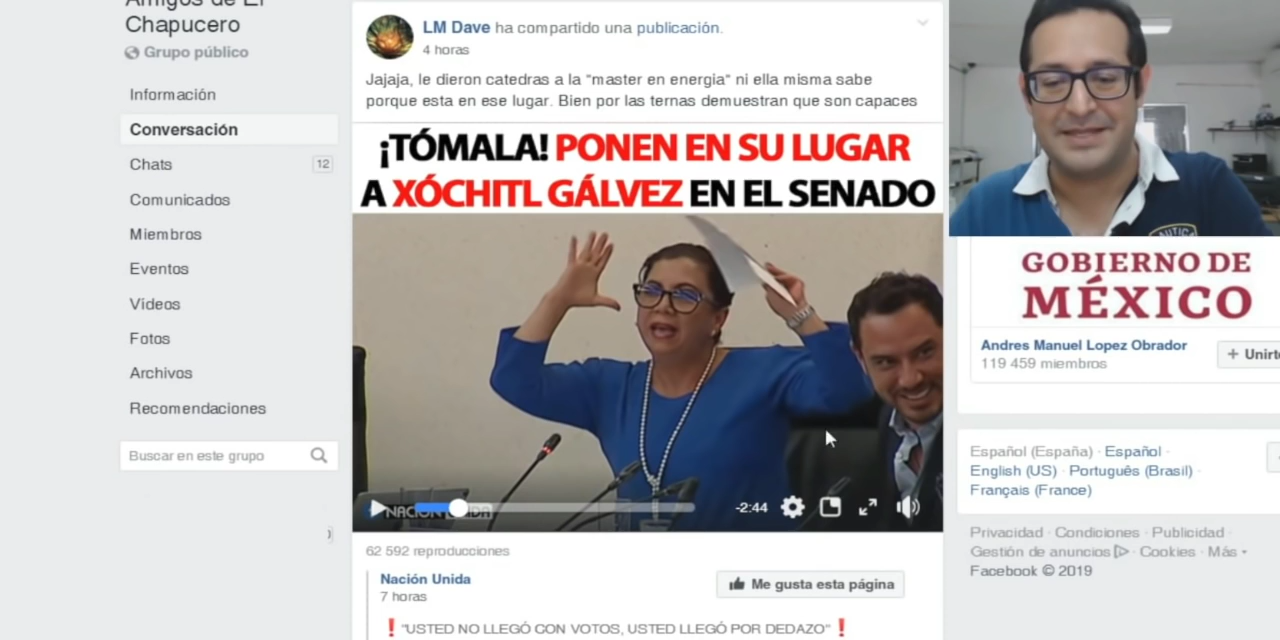 Amigos de El
Chapucero
Grupo público
Información
Conversación
Chats 12
Comunicados
Miembros
Eventos
Vídeos
Fotos
Archivos
Recomendaciones
Buscar en este grupo
LM Dave ha compartido una publicación.
4 horas
Jajaja, le dieron catedras a la "master en energia" ni ella misma sabe
porque esta en ese lugar. Bien por las ternas demuestran que son capaces
¡TÓMALA! PONEN EN SU LUGAR
A XÓCHITL GÁLVEZ EN EL SENADO
NACIÓN UNIDA
-2:44
62 592 reproducciones
Nación Unida
7 horas
Me gusta esta página
❗"USTED NO LLEGÓ CON VOTOS, USTED LLEGÓ POR DEDAZO"❗
NAUTICA
GOBIERNO DE
MÉXICO
Andres Manuel Lopez Obrador
119 459 miembros
+ Unirte
Español (España) · Español ·
English (US) · Português (Brasil) ·
Français (France)
Privacidad · Condiciones · Publicidad ·
Gestión de anuncios · Cookies · Más
Facebook © 2019